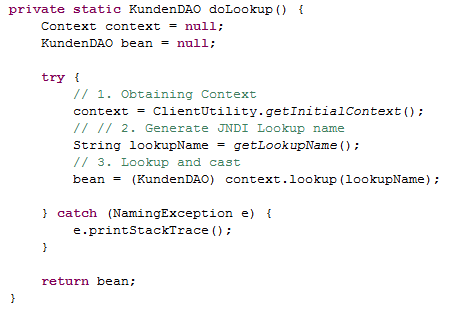 private static KundenDAO doLookup() {
    Context context = null;
    KundenDAO bean = null;

    try {
        // 1. Obtaining Context
        context = ClientUtility.getInitialContext();
        // // 2. Generate JNDI Lookup name
        String lookupName = getLookupName();
        // 3. Lookup and cast
        bean = (KundenDAO) context.lookup(lookupName);

    } catch (NamingException e) {
        e.printStackTrace();
    }

    return bean;
}